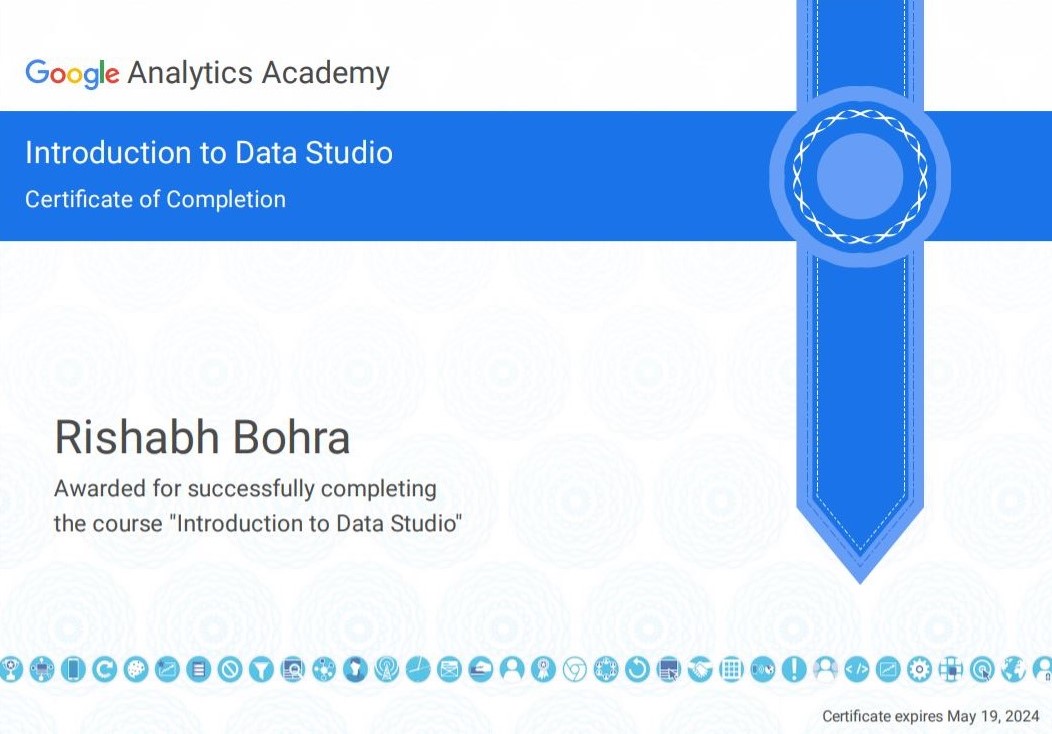 Google Analytics Academy
Introduction to Data Studio
Certificate of Completion
Rishabh Bohra
Awarded for successfully completing
the course "Introduction to Data Studio"
Certificate expires May 19, 2024